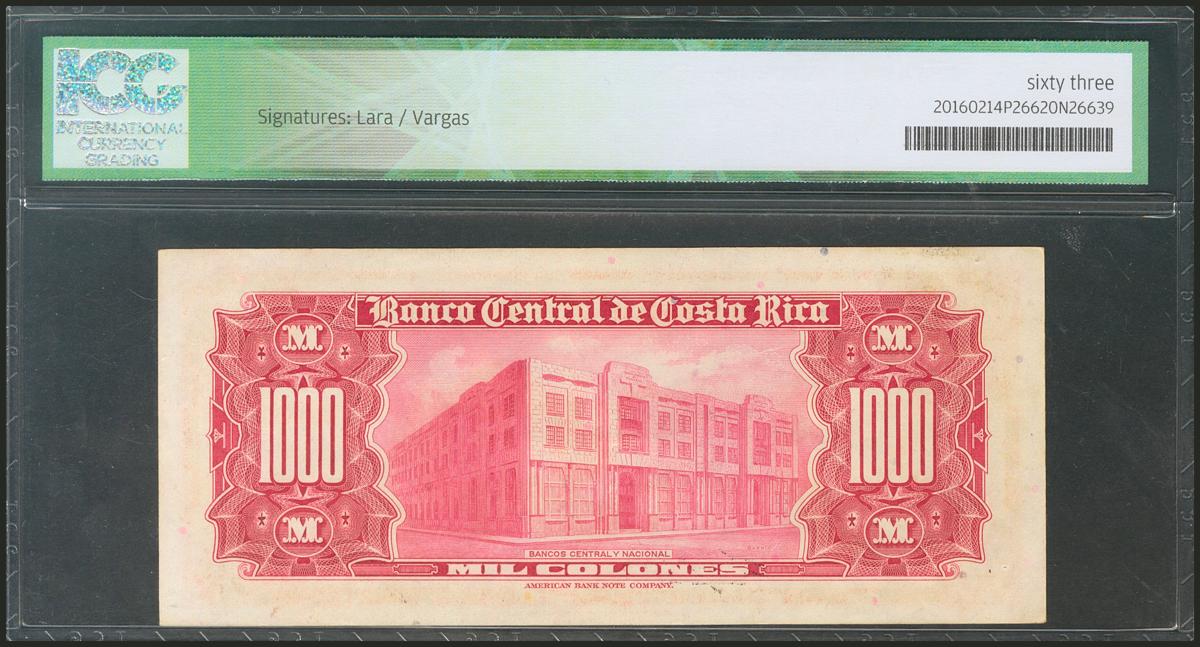 ICG
INTERNATIONAL
CURRENCY
GRADING
Signatures: Lara / Vargas
sixty three
20160214P26620N26639
Banco Central de Costa Rica
M M
1000 1000
M M
BANCOS CENTRAL Y NACIONAL
MIL COLONES
AMERICAN BANK NOTE COMPANY.